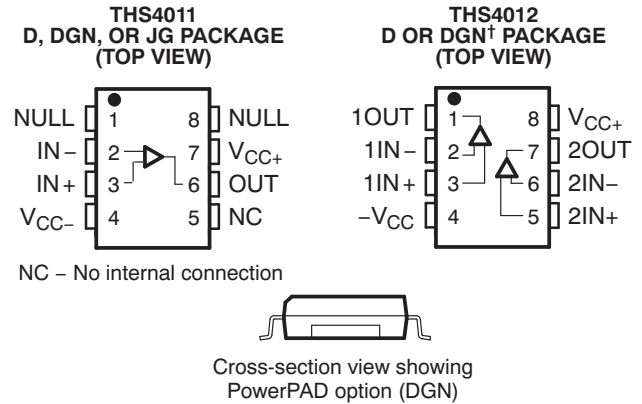 THS4011
D, DGN, OR JG PACKAGE
(TOP VIEW)
NULL 1 8 NULL
IN− 2 7 VCC+
IN+ 3 6 OUT
VCC− 4 5 NC
NC − No internal connection
THS4012
D OR DGN† PACKAGE
(TOP VIEW)
1OUT 1 8 VCC+
1IN− 2 7 2OUT
1IN+ 3 6 2IN−
−VCC 4 5 2IN+
Cross-section view showing
PowerPAD option (DGN)